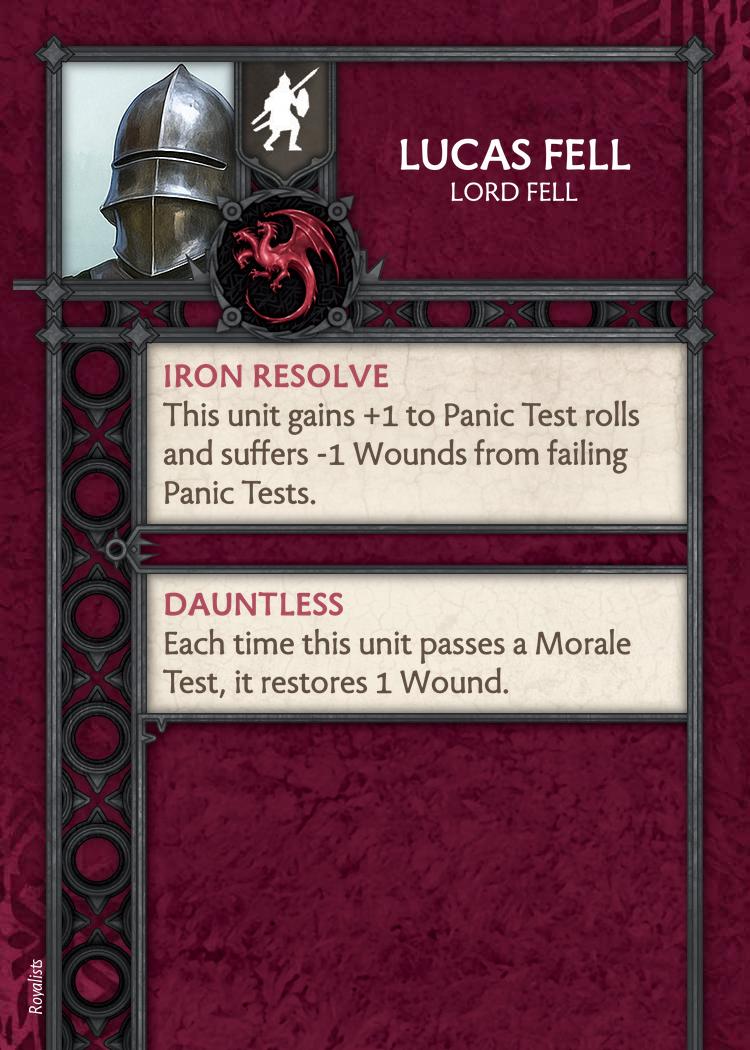 LUCAS FELL
LORD FELL
IRON RESOLVE
This unit gains +1 to Panic Test rolls
and suffers -1 Wounds from failing
Panic Tests.
DAUNTLESS
Each time this unit passes a Morale
Test, it restores 1 Wound.
Royalists